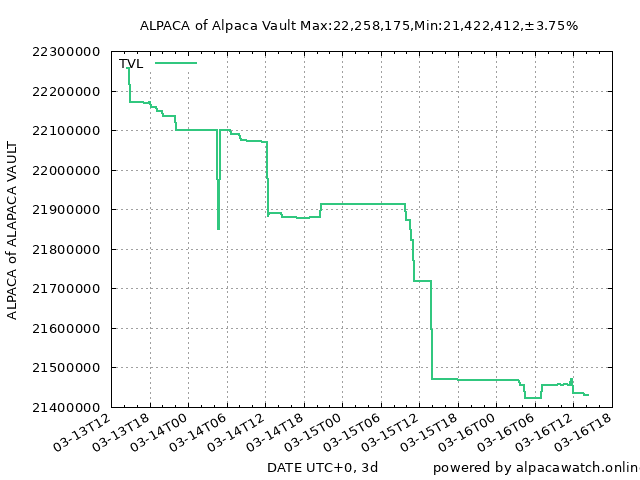 ALPACA of Alpaca Vault Max:22,258,175,Min:21,422,412,±3.75%
TVL
22300000
22200000
22100000
22000000
21900000
21800000
21700000
21600000
21500000
21400000
ALPACA of ALAPACA VAULT
03-13T12
03-13T18
03-14T00
03-14T06
03-14T12
03-14T18
03-15T00
03-15T06
03-15T12
03-15T18
03-16T00
03-16T06
03-16T12
03-16T18
DATE UTC+0, 3d
powered by alpacawatch.onlin